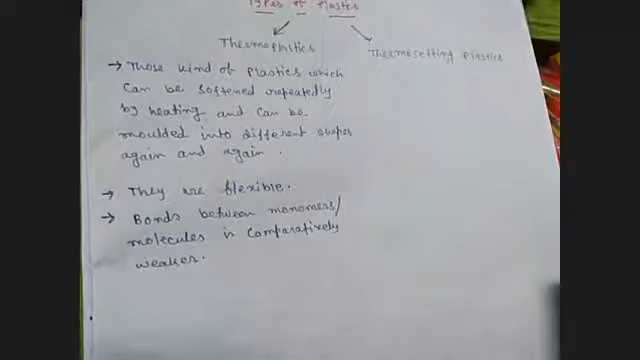 Types of Plastics
Thermoplastics
Thermosetting Plastics
→ Those kind of plastics which
can be softened repeatedly
by heating, and can be
moulded into different shapes
again and again.
→ They are flexible.
→ Bonds between monomers/
molecules is comparatively
weaker.